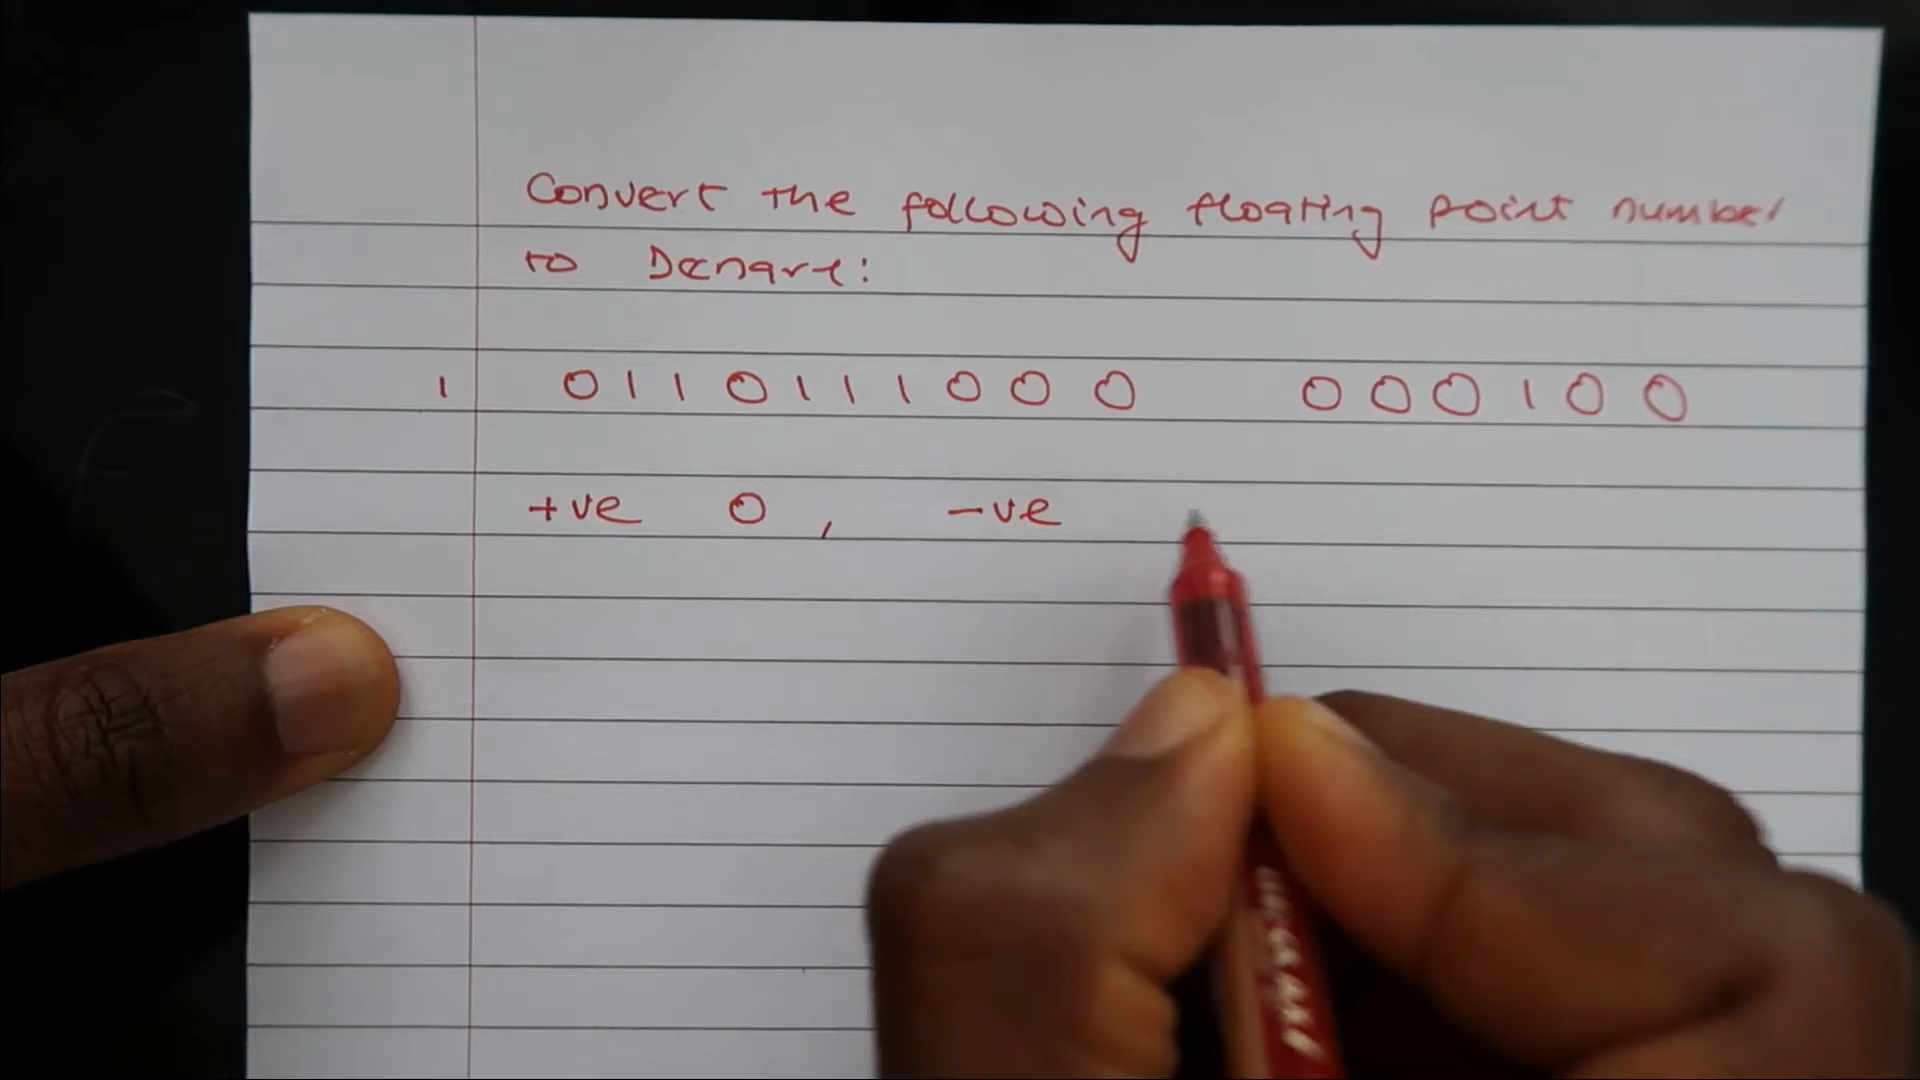 Convert the following floating point number
to Denary:
1 0110111000 000100
+ve 0, -ve